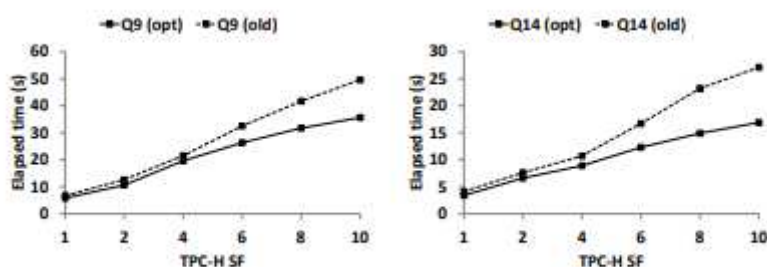 Q9 (opt) Q9 (old)
Elapsed time (s)
60
50
40
30
20
10
0
1 2 4 6 8 10
TPC-H SF
Q14 (opt) Q14 (old)
Elapsed time (s)
30
25
20
15
10
5
0
1 2 4 6 8 10
TPC-H SF